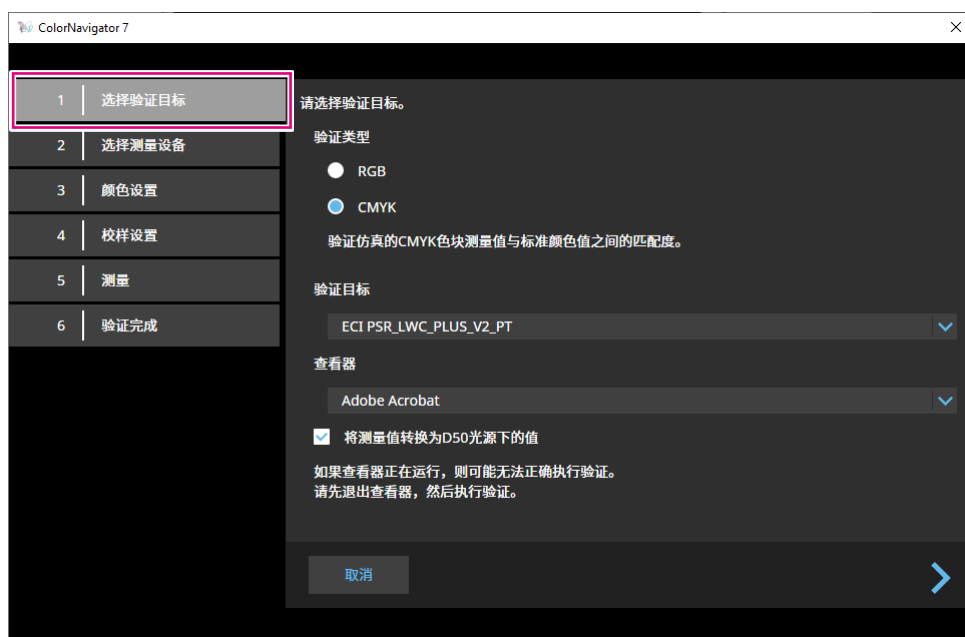 ColorNavigator 7
1 选择验证目标
2 选择测量设备
3 颜色设置
4 校样设置
5 测量
6 验证完成
请选择验证目标。
验证类型
RGB
CMYK
验证仿真的CMYK色块测量值与标准颜色值之间的匹配度。
验证目标
ECI PSR_LWC_PLUS_V2_PT
查看器
Adobe Acrobat
将测量值转换为D50光源下的值
如果查看器正在运行，则可能无法正确执行验证。
请先退出查看器，然后执行验证。
取消